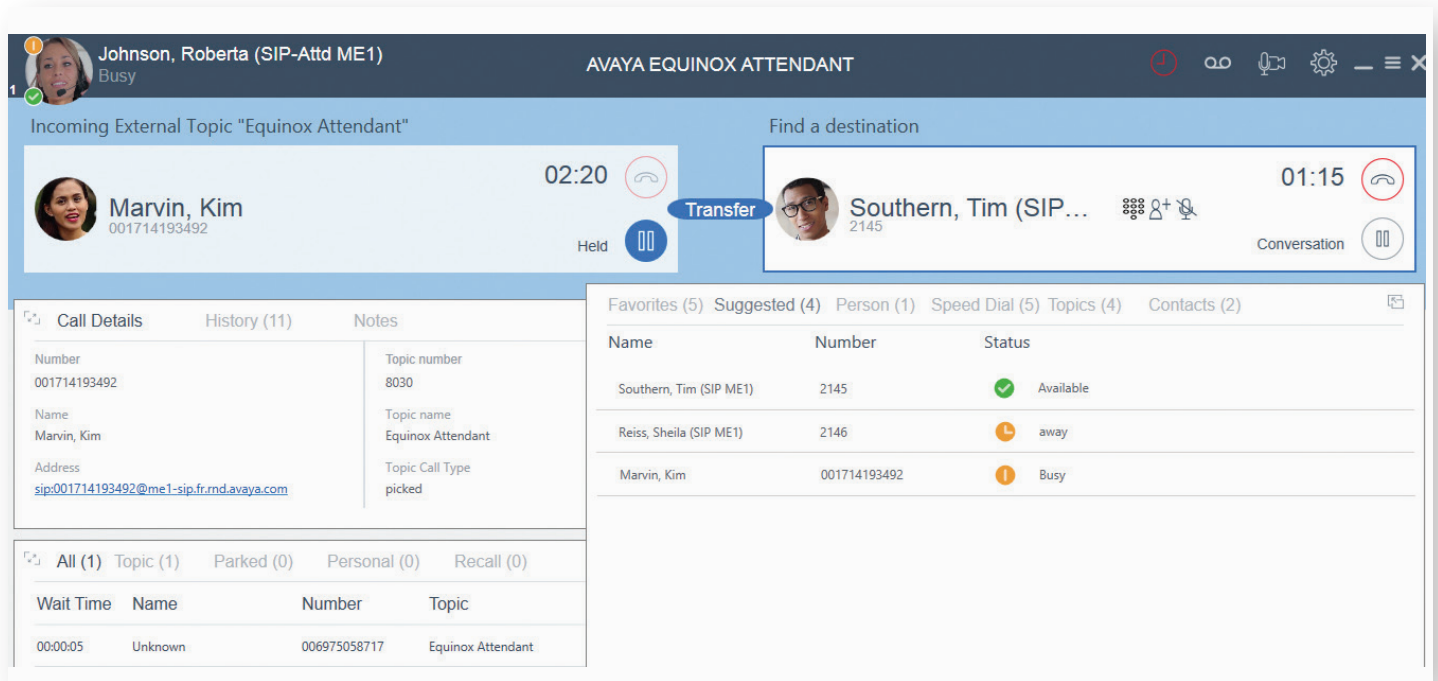 Johnson, Roberta (SIP-Attd ME1)
Busy
1
AVAYA EQUINOX ATTENDANT
Incoming External Topic "Equinox Attendant"
Marvin, Kim
001714193492
02:20
Held
Transfer
Find a destination
Southern, Tim (SIP...
2145
01:15
Conversation
Call Details History (11) Notes
Number
001714193492
Name
Marvin, Kim
Address
sip:001714193492@me1-sip.fr.rnd.avaya.com
Topic number
8030
Topic name
Equinox Attendant
Topic Call Type
picked
Favorites (5) Suggested (4) Person (1) Speed Dial (5) Topics (4) Contacts (2)
Name Number Status
Southern, Tim (SIP ME1) 2145 Available
Reiss, Sheila (SIP ME1) 2146 away
Marvin, Kim 001714193492 Busy
All (1) Topic (1) Parked (0) Personal (0) Recall (0)
Wait Time Name Number Topic
00:00:05 Unknown 006975058717 Equinox Attendant